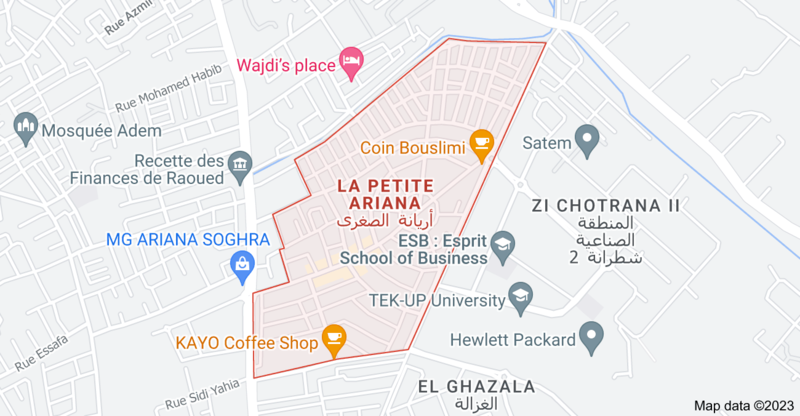 Rue Azmir
Wajdi's place
Rue Mohamed Habib
Mosquée Adem
Coin Bouslimi
Satem
Recette des
Finances de Raoued
LA PETITE
ARIANA
أريانة الصغرى
ZI CHOTRANA II
المنطقة
الصناعية
شطرانة 2
MG ARIANA SOGHRA
ESB : Esprit
School of Business
TEK-UP University
KAYO Coffee Shop
Hewlett Packard
Rue Essafa
Rue Sidi Yahia
EL GHAZALA
الغزالة
Map data ©2023